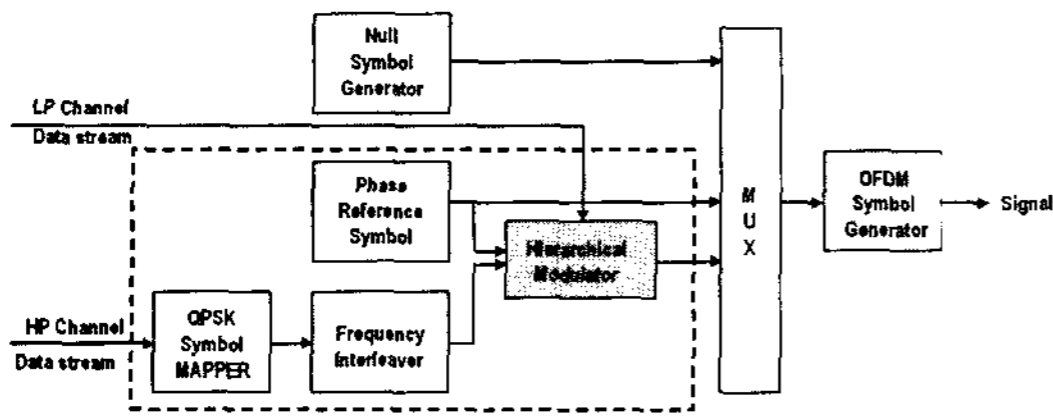 Null
Symbol
Generator
LP Channel
Data stream
Phase
Reference
Symbol
Hierarchical
Modulator
M
U
X
OFDM
Symbol
Generator
Signal
HP Channel
Data stream
QPSK
Symbol
MAPPER
Frequency
Interleaver